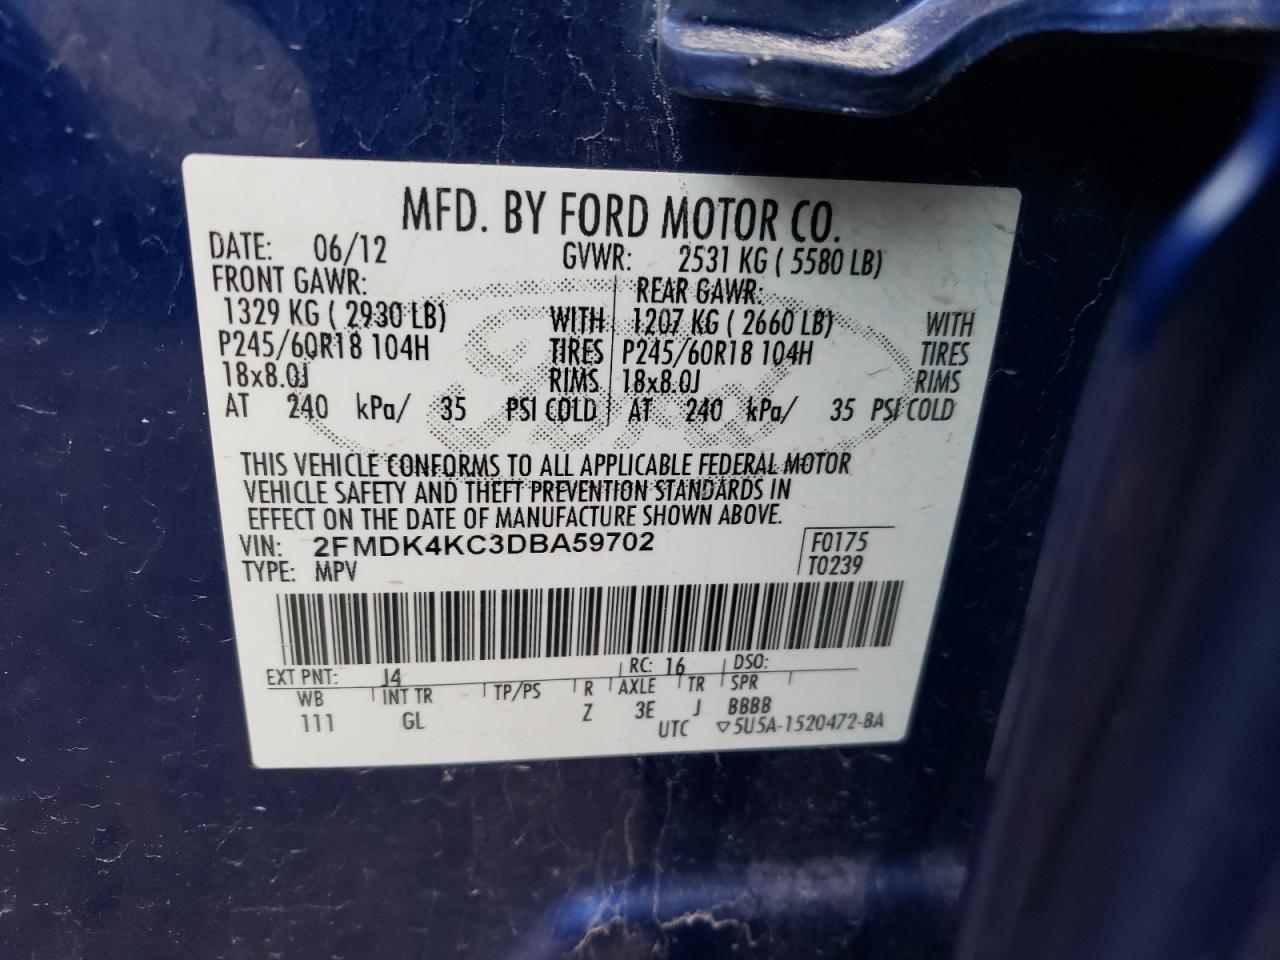 MFD. BY FORD MOTOR CO.
DATE: 06/12 GVWR: 2531 KG ( 5580 LB)
FRONT GAWR: REAR GAWR:
1329 KG ( 2930 LB) WITH 1207 KG ( 2660 LB) WITH
P245/60R18 104H TIRES P245/60R18 104H TIRES
18x8.0J RIMS 18x8.0J RIMS
AT 240 kPa/ 35 PSI COLD AT 240 kPa/ 35 PSI COLD
THIS VEHICLE CONFORMS TO ALL APPLICABLE FEDERAL MOTOR
VEHICLE SAFETY AND THEFT PREVENTION STANDARDS IN
EFFECT ON THE DATE OF MANUFACTURE SHOWN ABOVE.
VIN: 2FMDK4KC3DBA59702 F0175
TYPE: MPV T0239
EXT PNT: J4 RC: 16 DSO:
WB INT TR TP/PS R AXLE TR SPR
111 GL Z 3E J BBBB
UTC ▽5U5A-1520472-BA
Ford